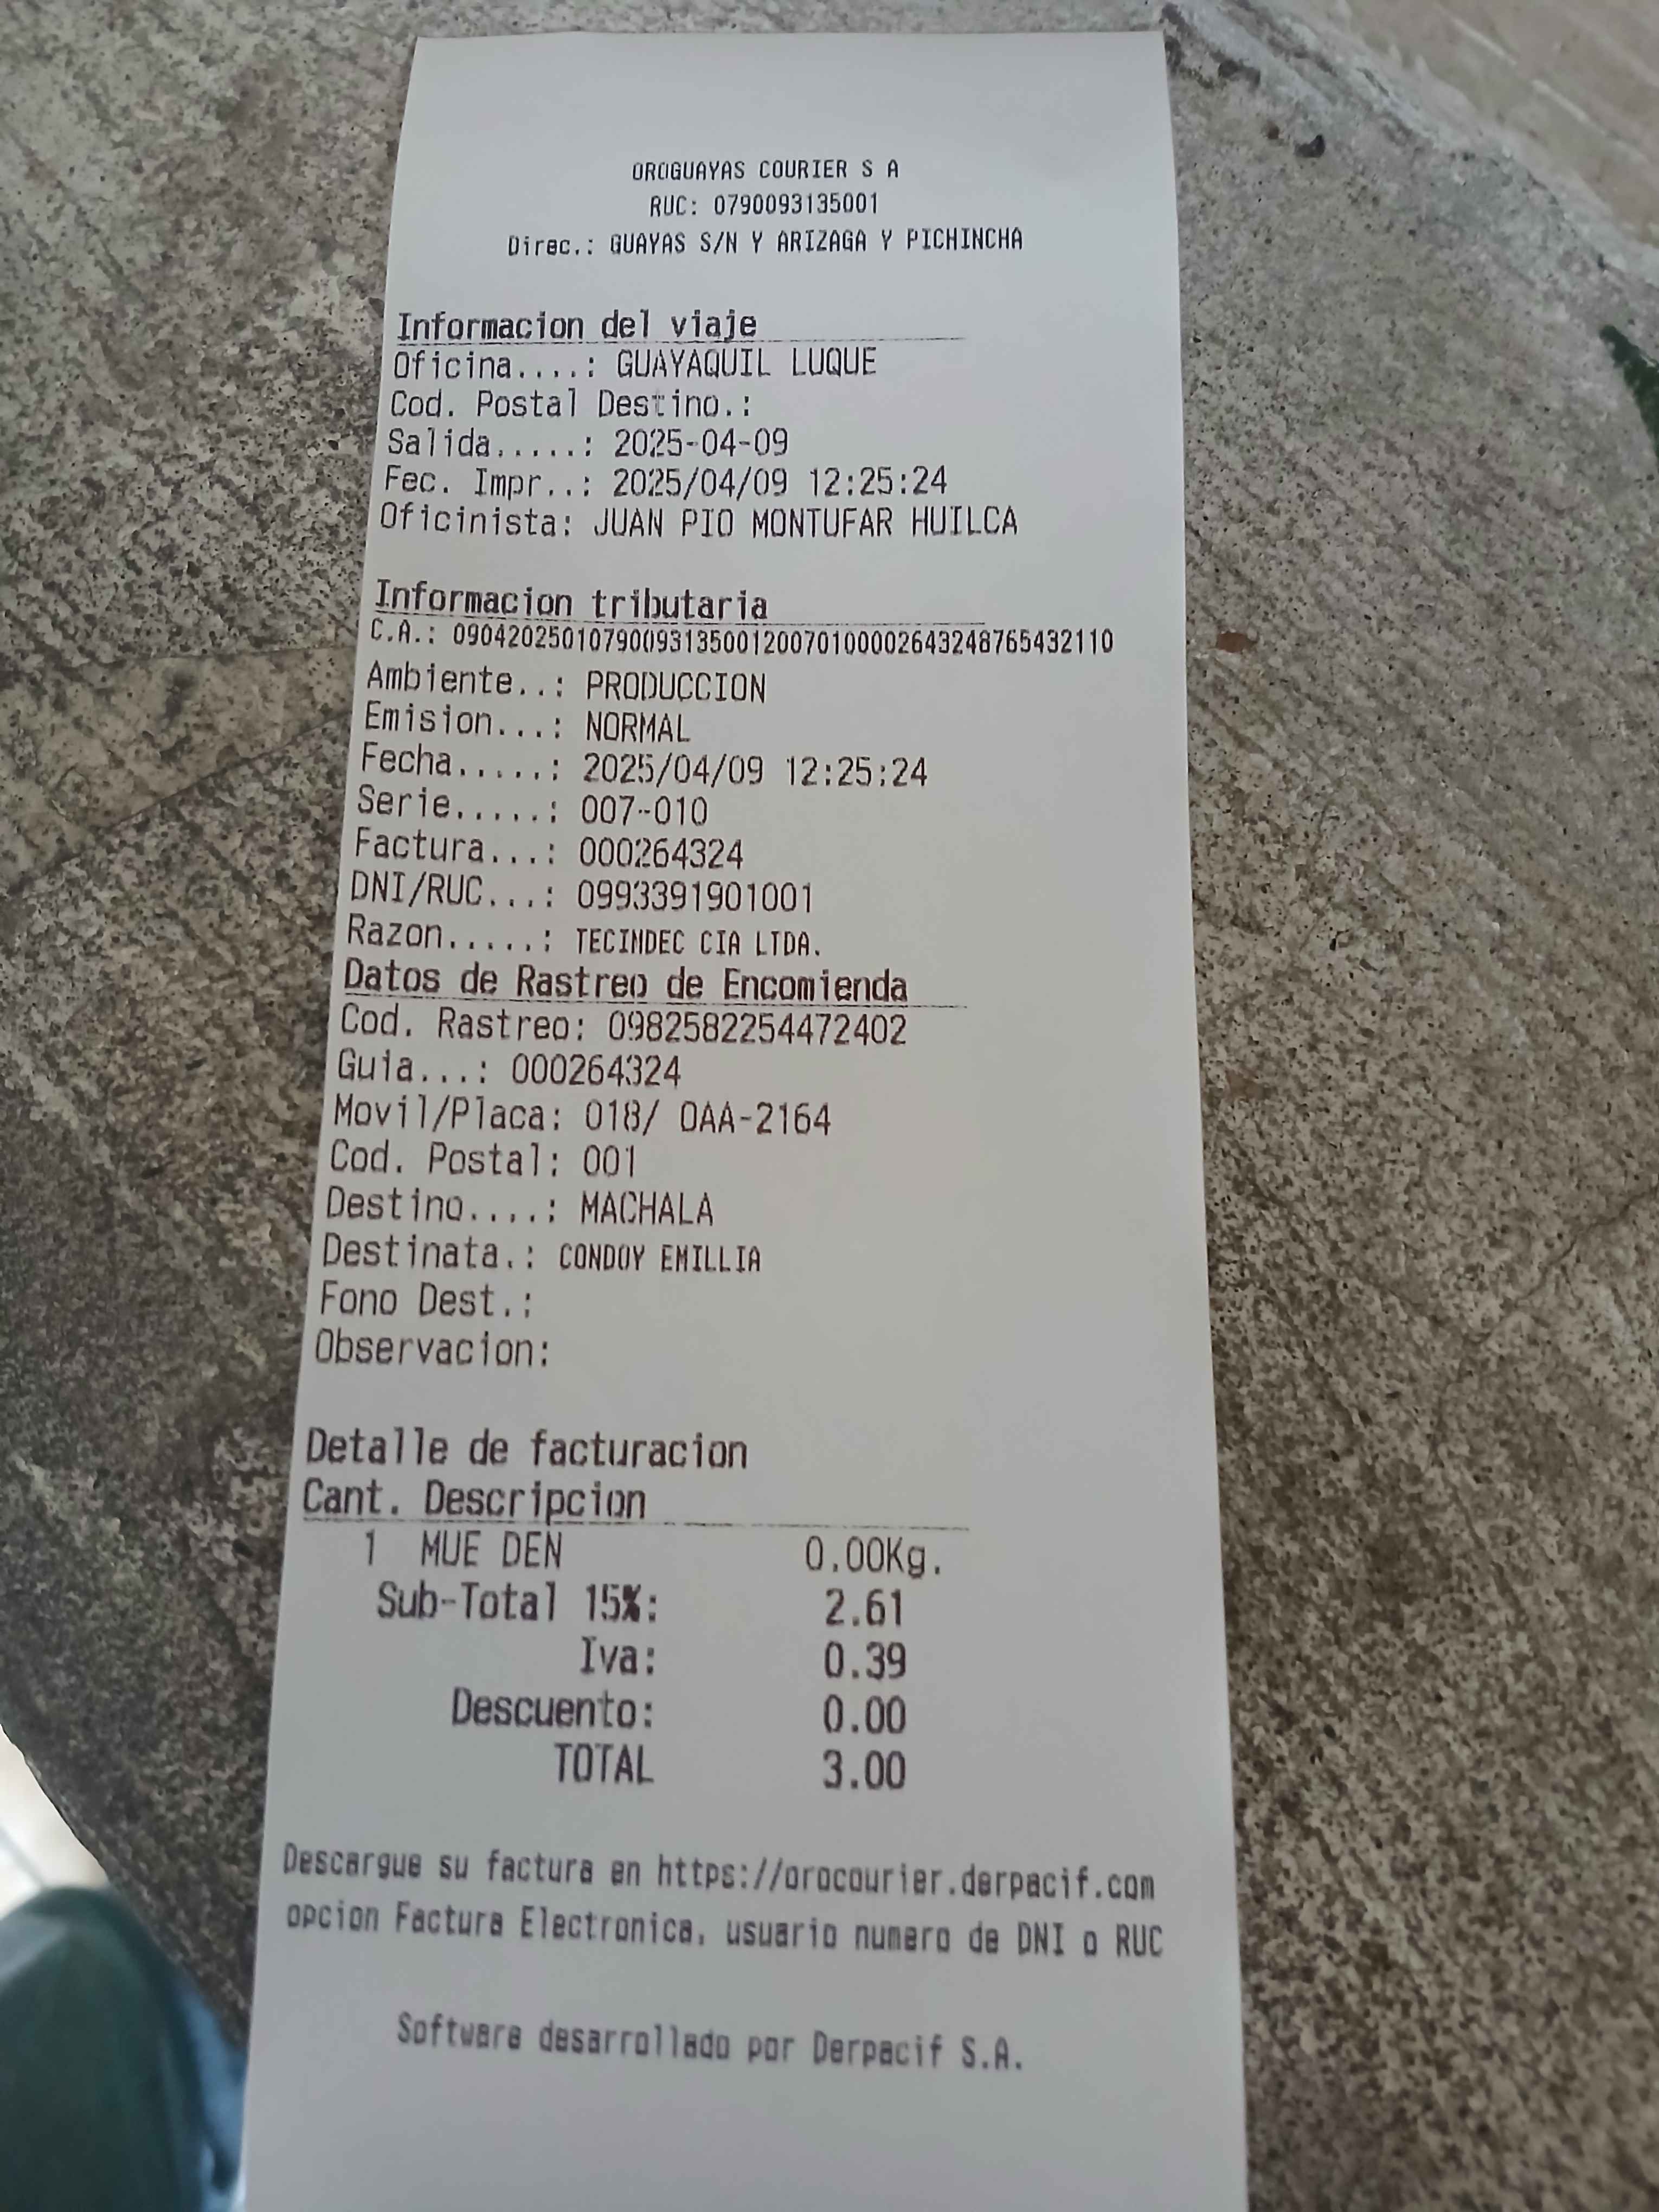 OROGUAYAS COURIER S A
RUC: 0790093135001
Direc.: GUAYAS S/N Y ARIZAGA Y PICHINCHA
Informacion del viaje
Oficina....: GUAYAQUIL LUQUE
Cod. Postal Destino.:
Salida.....: 2025-04-09
Fec. Impr..: 2025/04/09 12:25:24
Oficinista: JUAN PIO MONTUFAR HUILCA
Informacion tributaria
C.A.: 0904202501079009313500120070100002643248765432110
Ambiente..: PRODUCCION
Emision...: NORMAL
Fecha.....: 2025/04/09 12:25:24
Serie.....: 007-010
Factura...: 000264324
DNI/RUC...: 0993391901001
Razon.....: TECINDEC CIA LTDA.
Datos de Rastreo de Encomienda
Cod. Rastreo: 0982582254472402
Guia...: 000264324
Movil/Placa: 018/ OAA-2164
Cod. Postal: 001
Destino....: MACHALA
Destinata.: CONDOY EMILLIA
Fono Dest.:
Observacion:
Detalle de facturacion
Cant. Descripcion
1 MUE DEN 0.00Kg.
Sub-Total 15%: 2.61
Iva: 0.39
Descuento: 0.00
TOTAL 3.00
Descargue su factura en https://orocourier.derpacif.com
opcion Factura Electronica, usuario numero de DNI o RUC
Software desarrollado por Derpacif S.A.